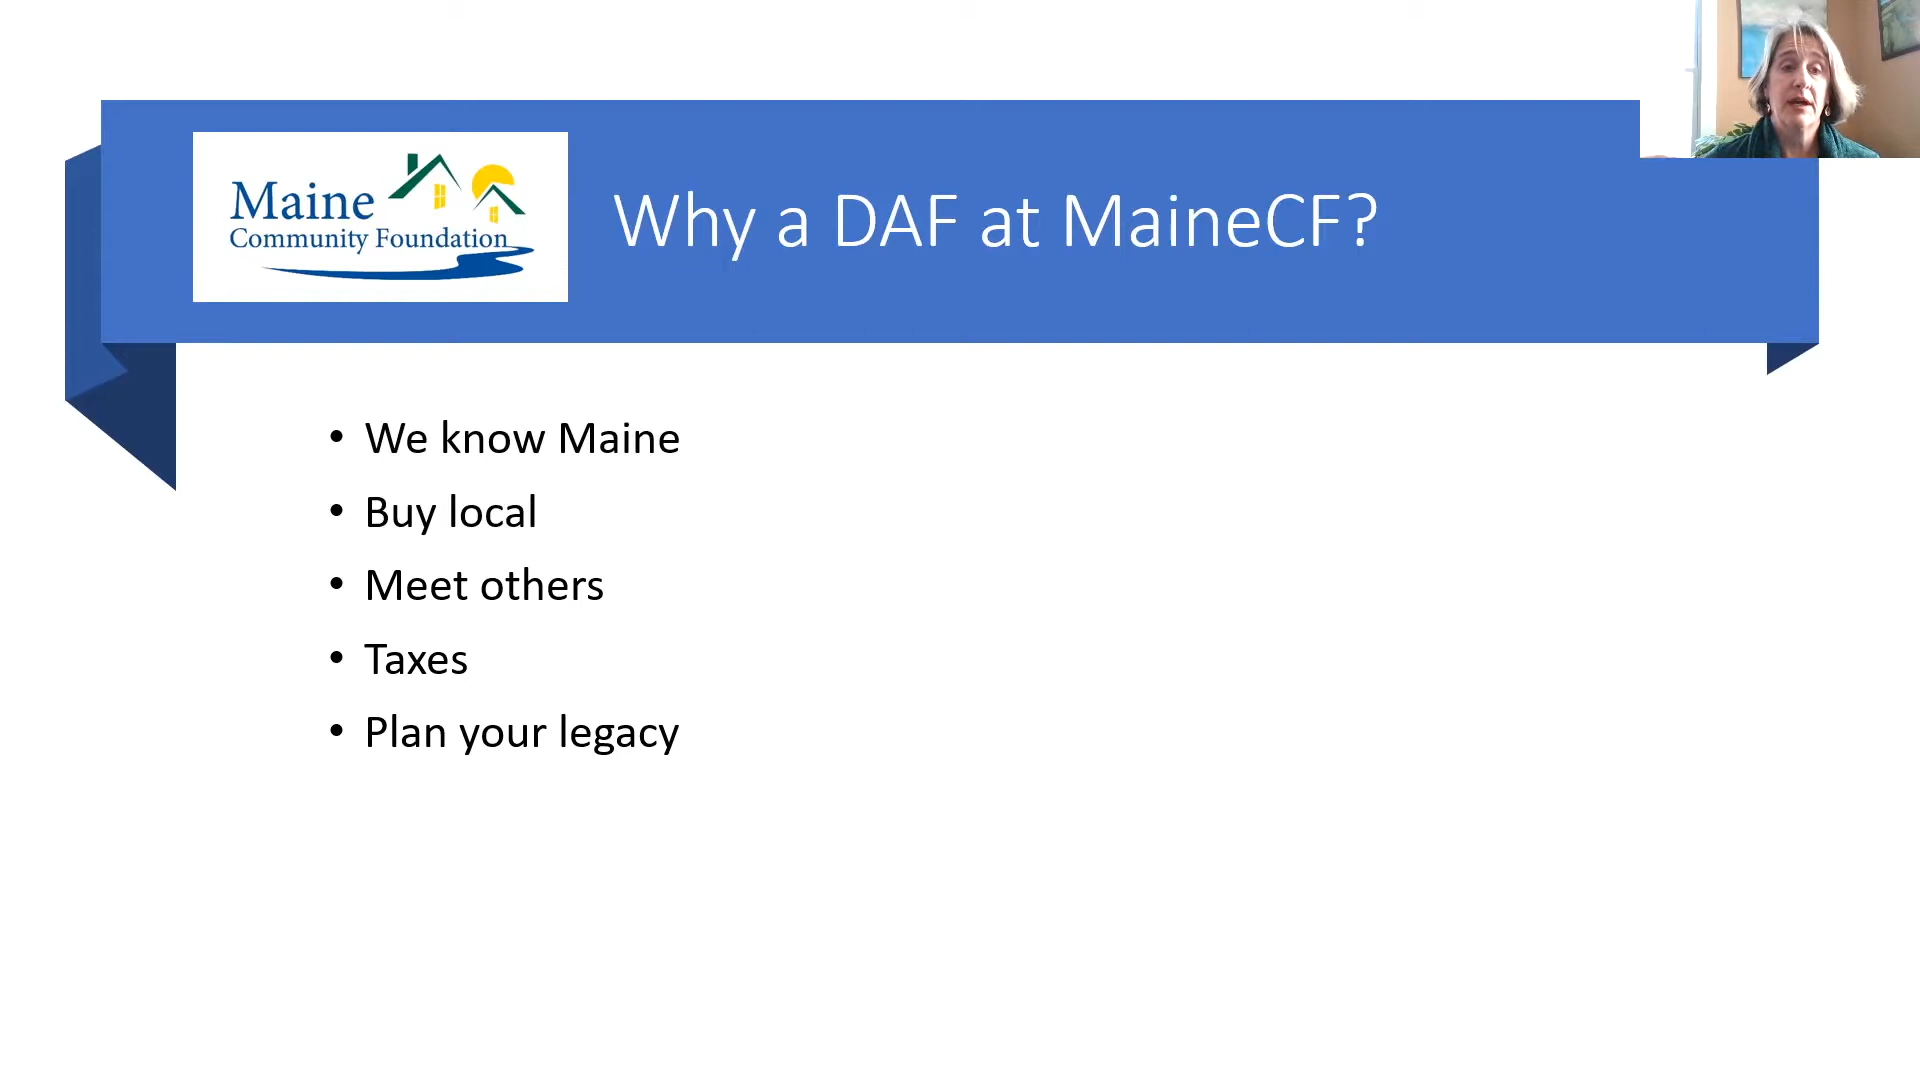 Maine
Community Foundation
Why a DAF at MaineCF?
• We know Maine
• Buy local
• Meet others
• Taxes
• Plan your legacy